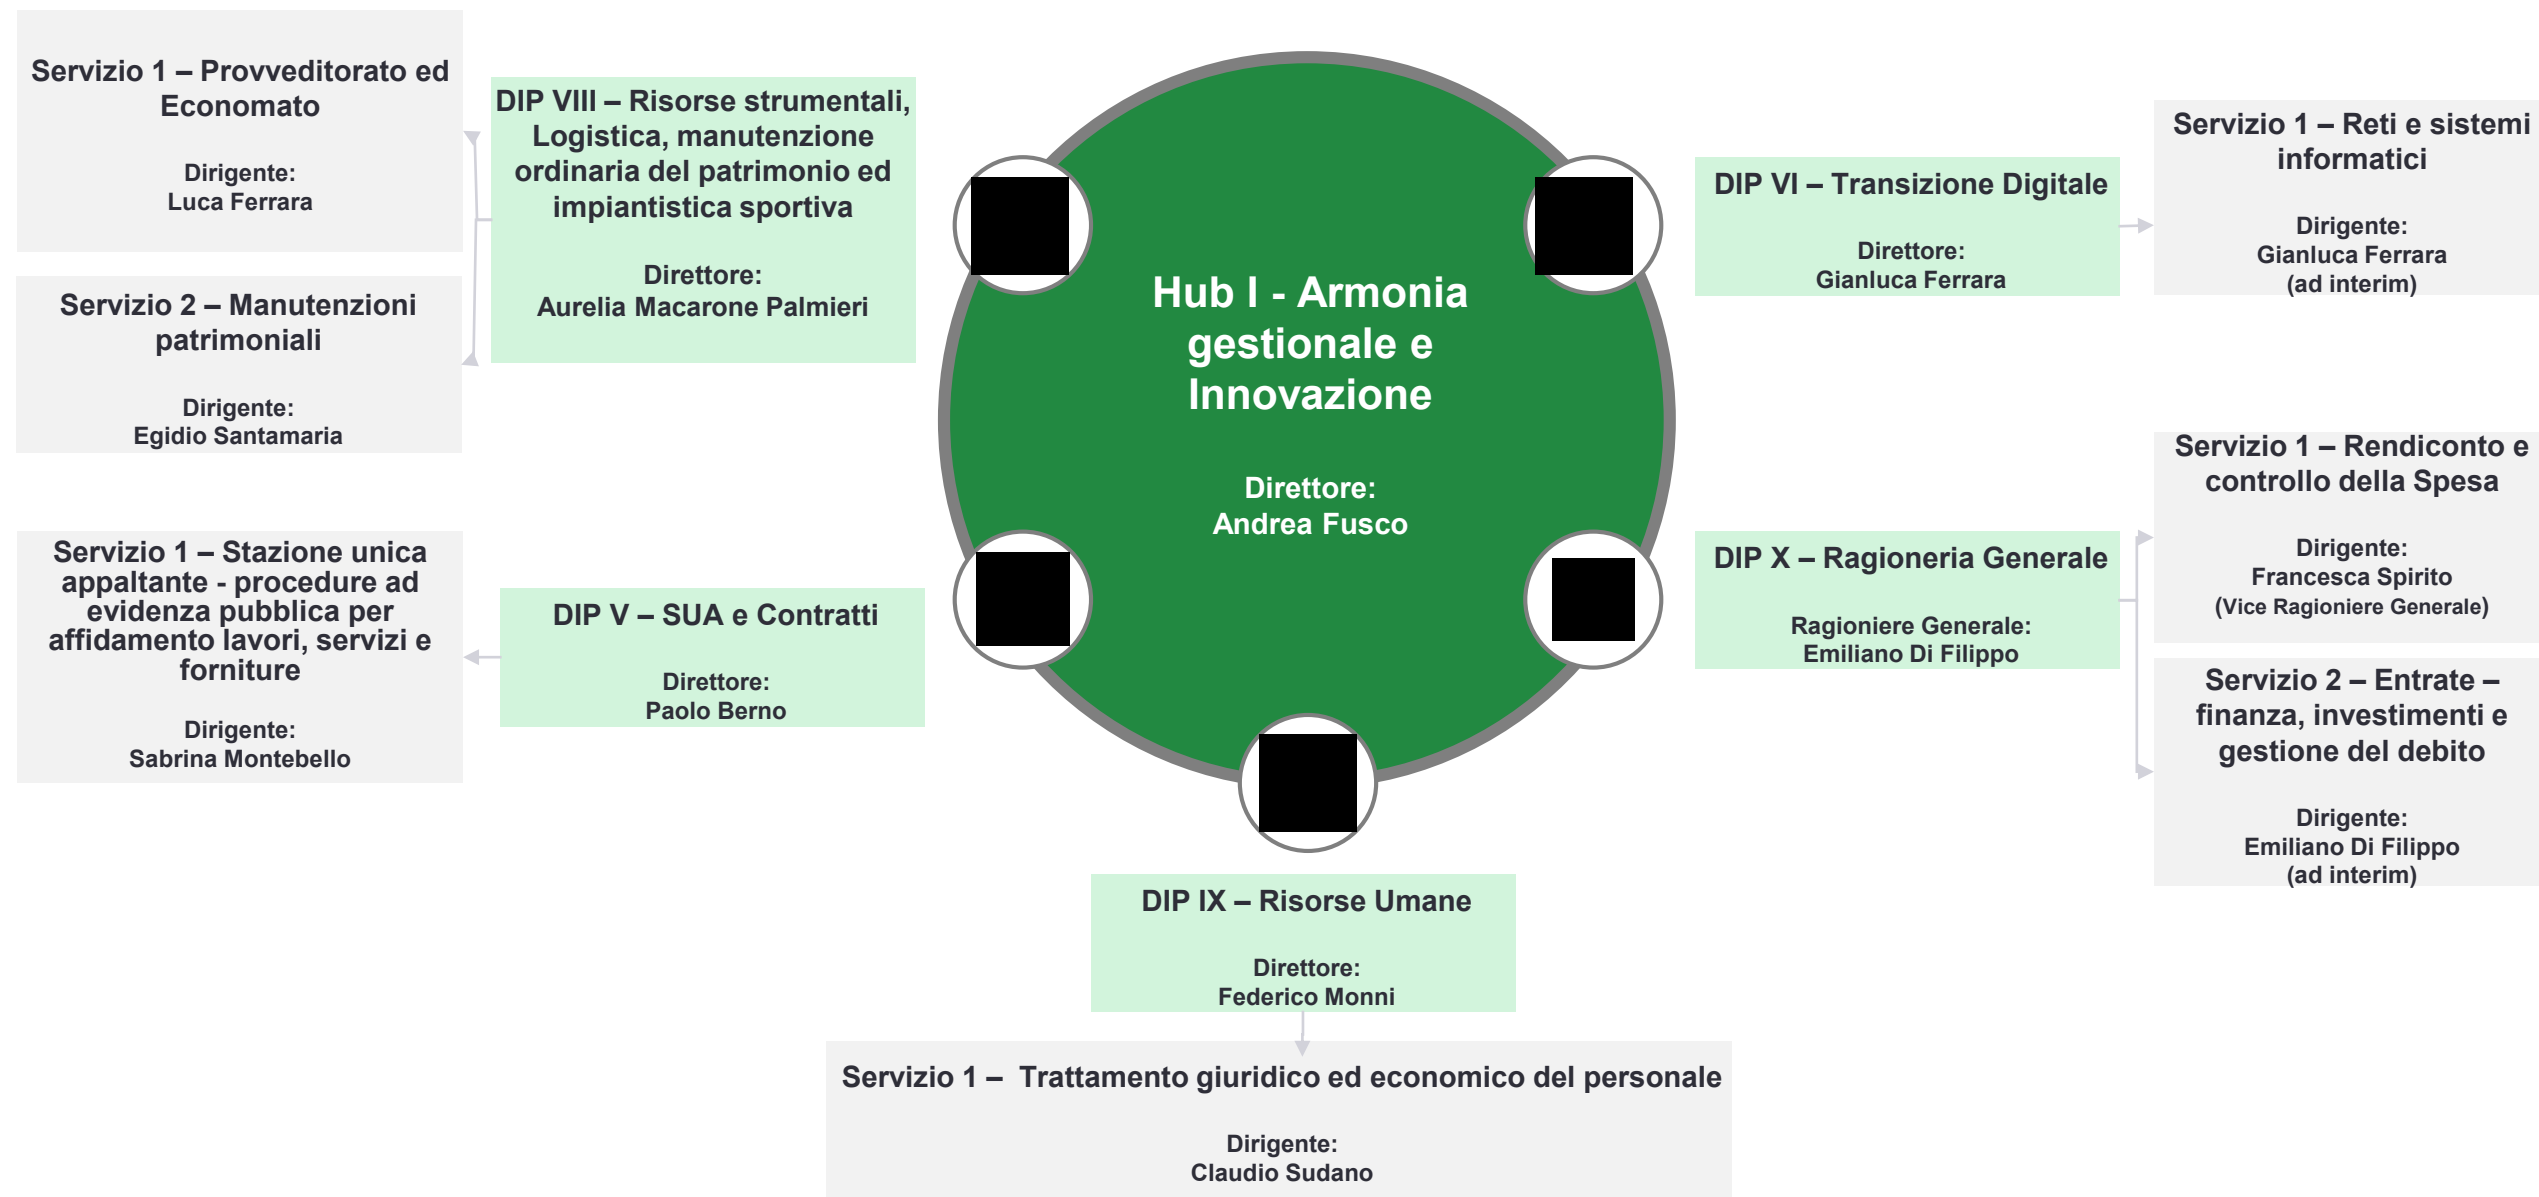 Servizio 1 – Provveditorato ed
Economato
Dirigente:
Luca Ferrara
Servizio 2 – Manutenzioni
patrimoniali
Dirigente:
Egidio Santamaria
DIP VIII – Risorse strumentali,
Logistica, manutenzione
ordinaria del patrimonio ed
impiantistica sportiva
Direttore:
Aurelia Macarone Palmieri
Servizio 1 – Stazione unica
appaltante - procedure ad
evidenza pubblica per
affidamento lavori, servizi e
forniture
Dirigente:
Sabrina Montebello
DIP V – SUA e Contratti
Direttore:
Paolo Berno
Hub I - Armonia
gestionale e
Innovazione
Direttore:
Andrea Fusco
DIP VI – Transizione Digitale
Direttore:
Gianluca Ferrara
Servizio 1 – Reti e sistemi
informatici
Dirigente:
Gianluca Ferrara
(ad interim)
DIP X – Ragioneria Generale
Ragioniere Generale:
Emiliano Di Filippo
Servizio 1 – Rendiconto e
controllo della Spesa
Dirigente:
Francesca Spirito
(Vice Ragioniere Generale)
Servizio 2 – Entrate –
finanza, investimenti e
gestione del debito
Dirigente:
Emiliano Di Filippo
(ad interim)
DIP IX – Risorse Umane
Direttore:
Federico Monni
Servizio 1 – Trattamento giuridico ed economico del personale
Dirigente:
Claudio Sudano